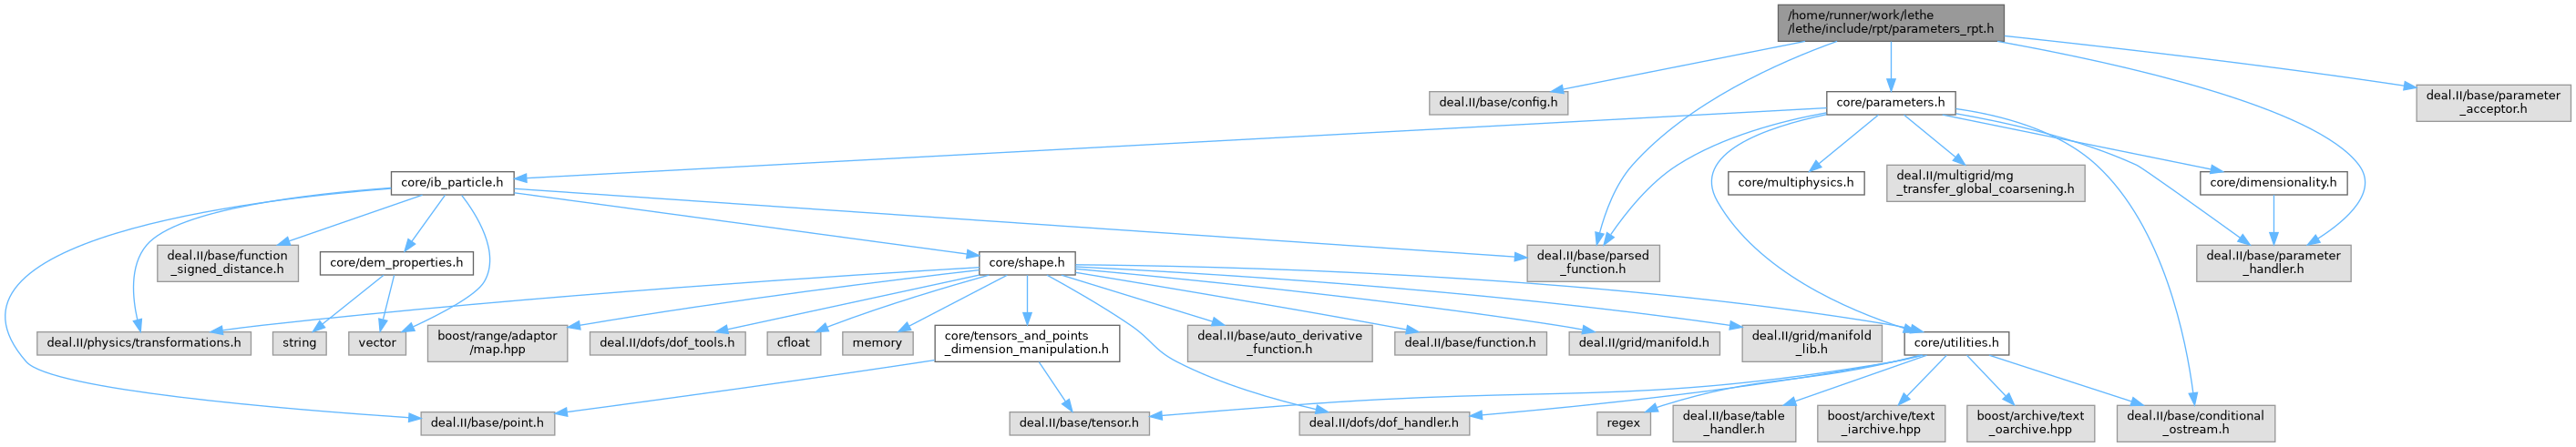 /home/runner/work/lethe
/lethe/include/rpt/parameters_rpt.h
deal.II/base/config.h
core/parameters.h
deal.II/base/parameter
_acceptor.h
core/ib_particle.h
core/multiphysics.h
deal.II/multigrid/mg
_transfer_global_coarsening.h
core/dimensionality.h
deal.II/base/function
_signed_distance.h
core/dem_properties.h
core/shape.h
deal.II/base/parsed
_function.h
deal.II/base/parameter
_handler.h
deal.II/physics/transformations.h
string
vector
boost/range/adaptor
/map.hpp
deal.II/dofs/dof_tools.h
cfloat
memory
core/tensors_and_points
_dimension_manipulation.h
deal.II/base/auto_derivative
_function.h
deal.II/base/function.h
deal.II/grid/manifold.h
deal.II/grid/manifold
_lib.h
core/utilities.h
deal.II/base/point.h
deal.II/base/tensor.h
deal.II/dofs/dof_handler.h
regex
deal.II/base/table
_handler.h
boost/archive/text
_iarchive.hpp
boost/archive/text
_oarchive.hpp
deal.II/base/conditional
_ostream.h